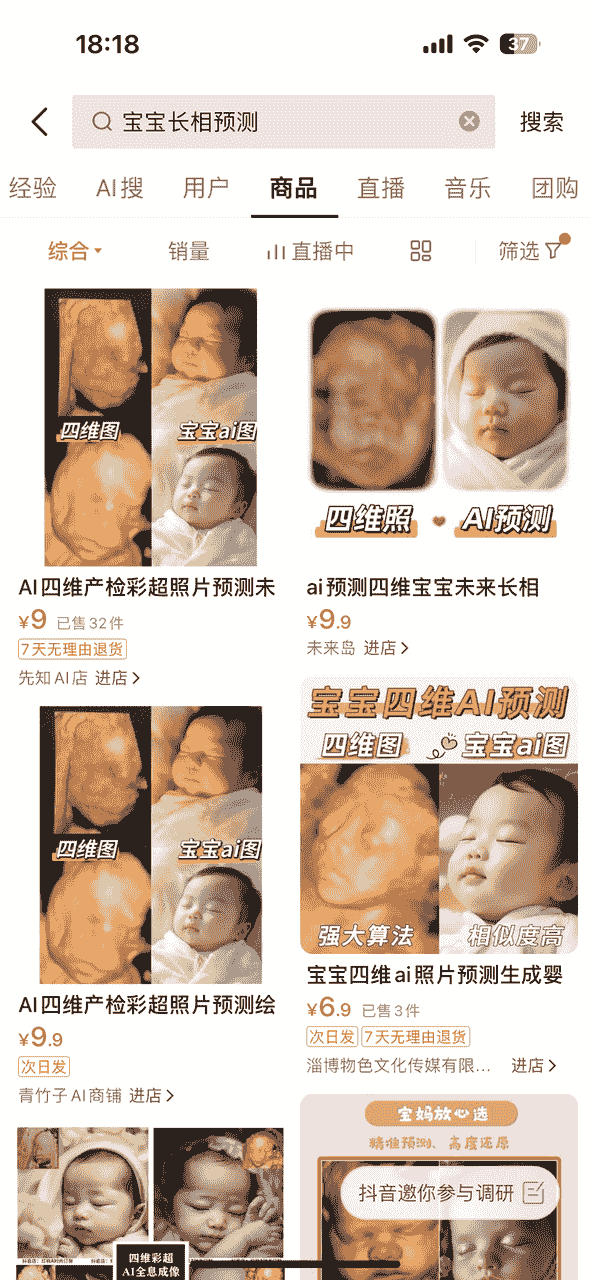 18:18
37
宝宝长相预测
搜索
经验
AI搜
用户
商品
直播
音乐
团购
综合
销量
直播中
筛选
四维图
宝宝ai图
AI四维产检彩超照片预测未
¥9 已售32件
7天无理由退货
先知AI店 进店
四维照
AI预测
ai预测四维宝宝未来长相
¥9.9
未来岛 进店
四维图
宝宝ai图
AI四维产检彩超照片预测绘
¥9.9
次日发
青竹子AI商铺 进店
宝宝四维AI预测
四维图
宝宝ai图
强大算法
相似度高
宝宝四维ai照片预测生成婴
¥6.9 已售3件
次日发 7天无理由退货
淄博物色文化传媒有限... 进店
四维彩超
AI全息成像
宝妈放心选
精准预测、高度还原
抖音邀你参与调研